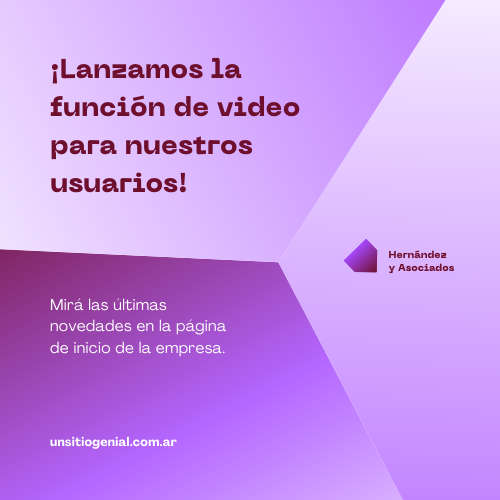 ¡Lanzamos la
función de video
para nuestros
usuarios!
Hernández
y Asociados
Mirá las últimas
novedades en la página
de inicio de la empresa.
unsitiogenial.com.ar